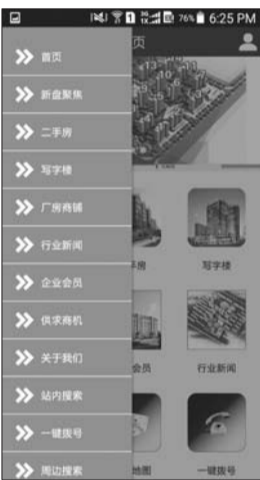 76% 6:25 PM
页
首页
新盘聚焦
二手房
写字楼
厂房商铺
行业新闻
企业会员
供求商机
关于我们
站内搜索
一键拨号
周边搜索
手房
写字楼
会员
行业新闻
地图
一键拨号